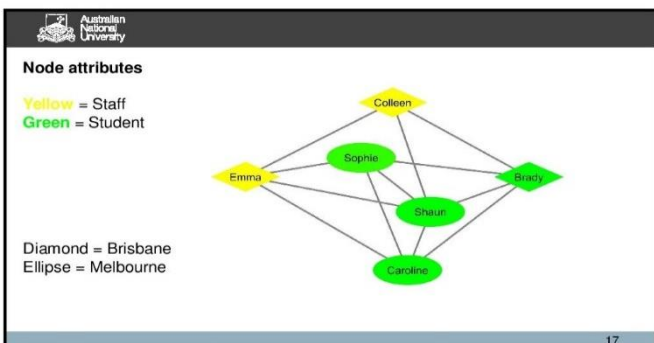 Australian
National
University
Node attributes
Yellow = Staff
Green = Student
Colleen
Sophie
Emma
Brady
Shaun
Diamond = Brisbane
Ellipse = Melbourne
Caroline
17